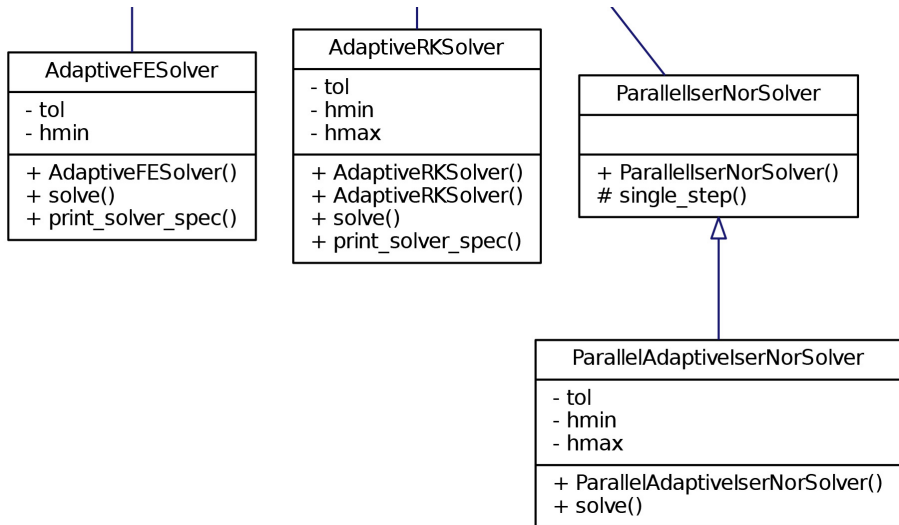 AdaptiveFESolver
- tol
- hmin
+ AdaptiveFESolver()
+ solve()
+ print_solver_spec()
AdaptiveRKSolver
- tol
- hmin
- hmax
+ AdaptiveRKSolver()
+ AdaptiveRKSolver()
+ solve()
+ print_solver_spec()
ParallelIserNorSolver
+ ParallelIserNorSolver()
# single_step()
ParallelAdaptiveIserNorSolver
- tol
- hmin
- hmax
+ ParallelAdaptiveIserNorSolver()
+ solve()